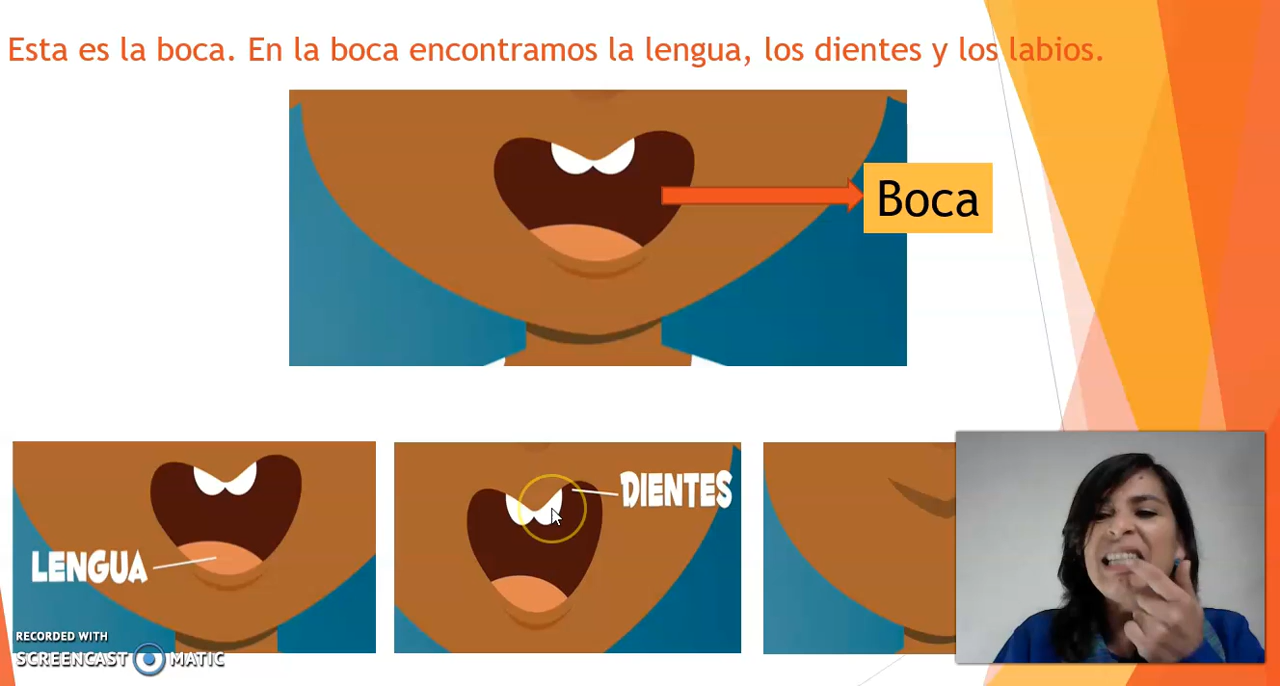 Esta es la boca. En la boca encontramos la lengua, los dientes y los labios.
Boca
LENGUA
DIENTES
RECORDED WITH
SCREENCAST MATIC